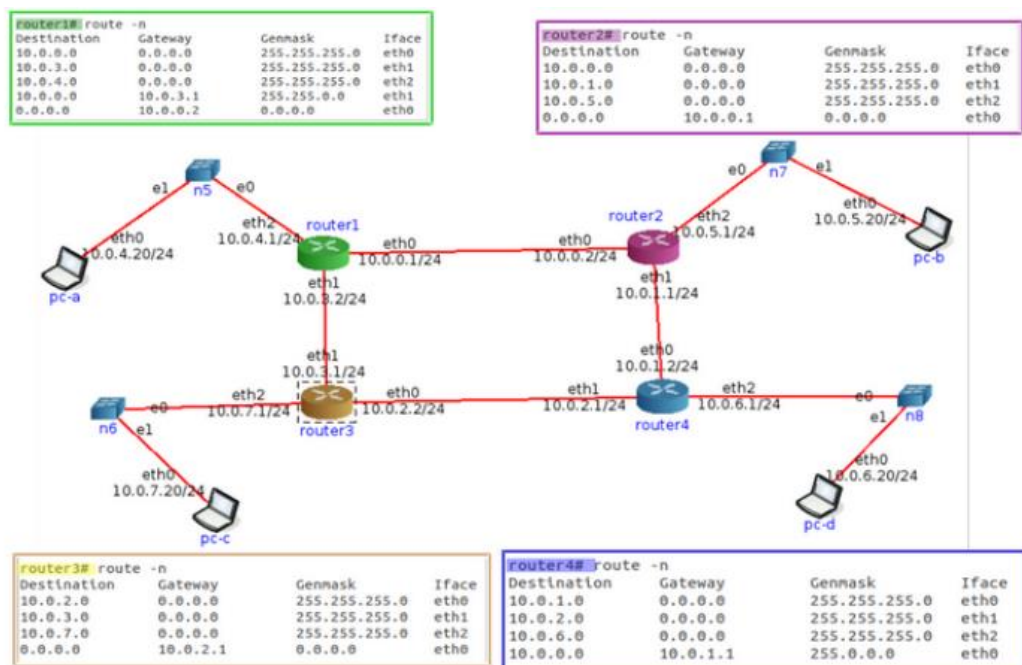 router1# route -n
Destination Gateway Genmask Iface
10.0.0.0 0.0.0.0 255.255.255.0 eth0
10.0.3.0 0.0.0.0 255.255.255.0 eth1
10.0.4.0 0.0.0.0 255.255.255.0 eth2
10.0.0.0 10.0.3.1 255.255.0.0 eth1
0.0.0.0 10.0.0.2 0.0.0.0 eth0
router2# route -n
Destination Gateway Genmask Iface
10.0.0.0 0.0.0.0 255.255.255.0 eth0
10.0.1.0 0.0.0.0 255.255.255.0 eth1
10.0.5.0 0.0.0.0 255.255.255.0 eth2
0.0.0.0 10.0.0.1 0.0.0.0 eth0
e1
n5
e0
eth0
10.0.4.20/24
pc-a
eth2
10.0.4.1/24
router1
eth0
10.0.0.1/24
eth1
10.0.3.2/24
eth0
10.0.0.2/24
router2
eth2
10.0.5.1/24
eth1
10.0.1.1/24
e0
n7
e1
eth0
10.0.5.20/24
pc-b
eth1
10.0.3.1/24
eth2
10.0.7.1/24
router3
eth0
10.0.2.2/24
e0
n6
e1
eth0
10.0.7.20/24
pc-c
eth0
10.0.1.2/24
eth1
10.0.2.1/24
router4
eth2
10.0.6.1/24
e0
n8
e1
eth0
10.0.6.20/24
pc-d
router3# route -n
Destination Gateway Genmask Iface
10.0.2.0 0.0.0.0 255.255.255.0 eth0
10.0.3.0 0.0.0.0 255.255.255.0 eth1
10.0.7.0 0.0.0.0 255.255.255.0 eth2
0.0.0.0 10.0.2.1 0.0.0.0 eth0
router4# route -n
Destination Gateway Genmask Iface
10.0.1.0 0.0.0.0 255.255.255.0 eth0
10.0.2.0 0.0.0.0 255.255.255.0 eth1
10.0.6.0 0.0.0.0 255.255.255.0 eth2
10.0.0.0 10.0.1.1 255.0.0.0 eth0